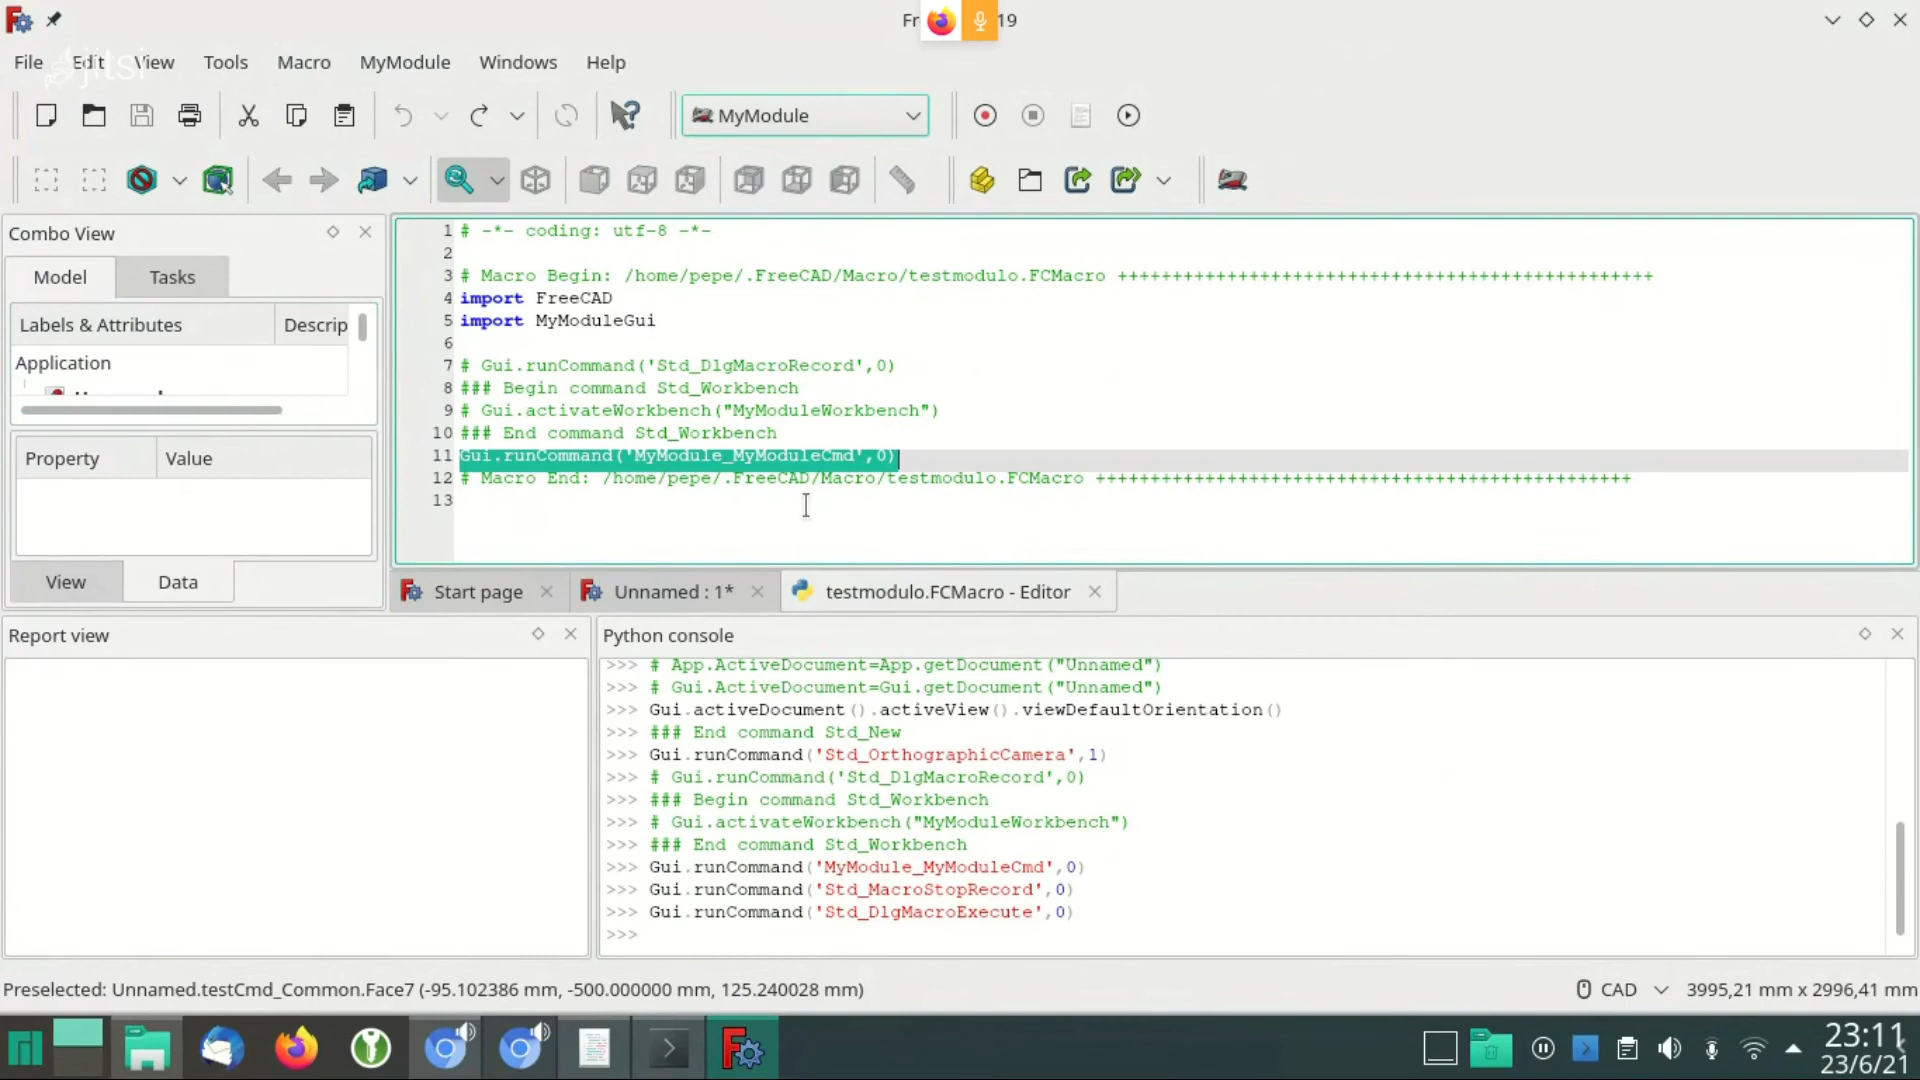 Fr 19
File Edit View Tools Macro MyModule Windows Help
jitsi
MyModule
Combo View
Model Tasks
Labels & Attributes Descrip
Application
Property Value
View Data
1 # -*- coding: utf-8 -*-
2
3 # Macro Begin: /home/pepe/.FreeCAD/Macro/testmodulo.FCMacro +++++++++++++++++++++++++++++++++++++++++++++++++
4 import FreeCAD
5 import MyModuleGui
6
7 # Gui.runCommand('Std_DlgMacroRecord',0)
8 ### Begin command Std_Workbench
9 # Gui.activateWorkbench("MyModuleWorkbench")
10 ### End command Std_Workbench
11 Gui.runCommand('MyModule_MyModuleCmd',0)
12 # Macro End: /home/pepe/.FreeCAD/Macro/testmodulo.FCMacro +++++++++++++++++++++++++++++++++++++++++++++++++
13
Start page Unnamed : 1* testmodulo.FCMacro - Editor
Report view
Python console
>>> # App.ActiveDocument=App.getDocument("Unnamed")
>>> # Gui.ActiveDocument=Gui.getDocument("Unnamed")
>>> Gui.activeDocument().activeView().viewDefaultOrientation()
>>> ### End command Std_New
>>> Gui.runCommand('Std_OrthographicCamera',1)
>>> # Gui.runCommand('Std_DlgMacroRecord',0)
>>> ### Begin command Std_Workbench
>>> # Gui.activateWorkbench("MyModuleWorkbench")
>>> ### End command Std_Workbench
>>> Gui.runCommand('MyModule_MyModuleCmd',0)
>>> Gui.runCommand('Std_MacroStopRecord',0)
>>> Gui.runCommand('Std_DlgMacroExecute',0)
>>>
Preselected: Unnamed.testCmd_Common.Face7 (-95.102386 mm, -500.000000 mm, 125.240028 mm)
CAD 3995,21 mm x 2996,41 mm
23:11
23/6/21